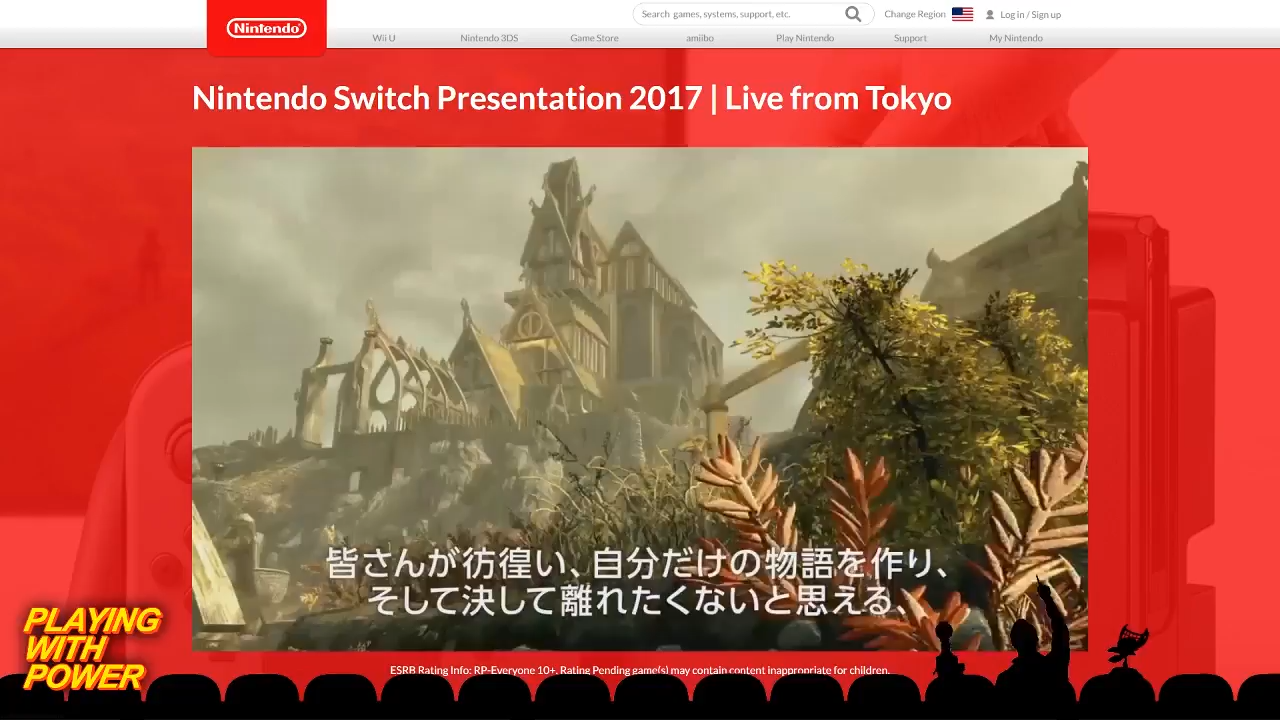 Nintendo
Search games, systems, support, etc.
Change Region
Log in / Sign up
Wii U
Nintendo 3DS
Game Store
amiibo
Play Nintendo
Support
My Nintendo
Nintendo Switch Presentation 2017 | Live from Tokyo
皆さんが彷徨い、自分だけの物語を作り、
そして決して離れたくないと思える、
PLAYING
WITH
POWER
ESRB Rating Info: RP-Everyone 10+. Rating Pending game(s) may contain content inappropriate for children.